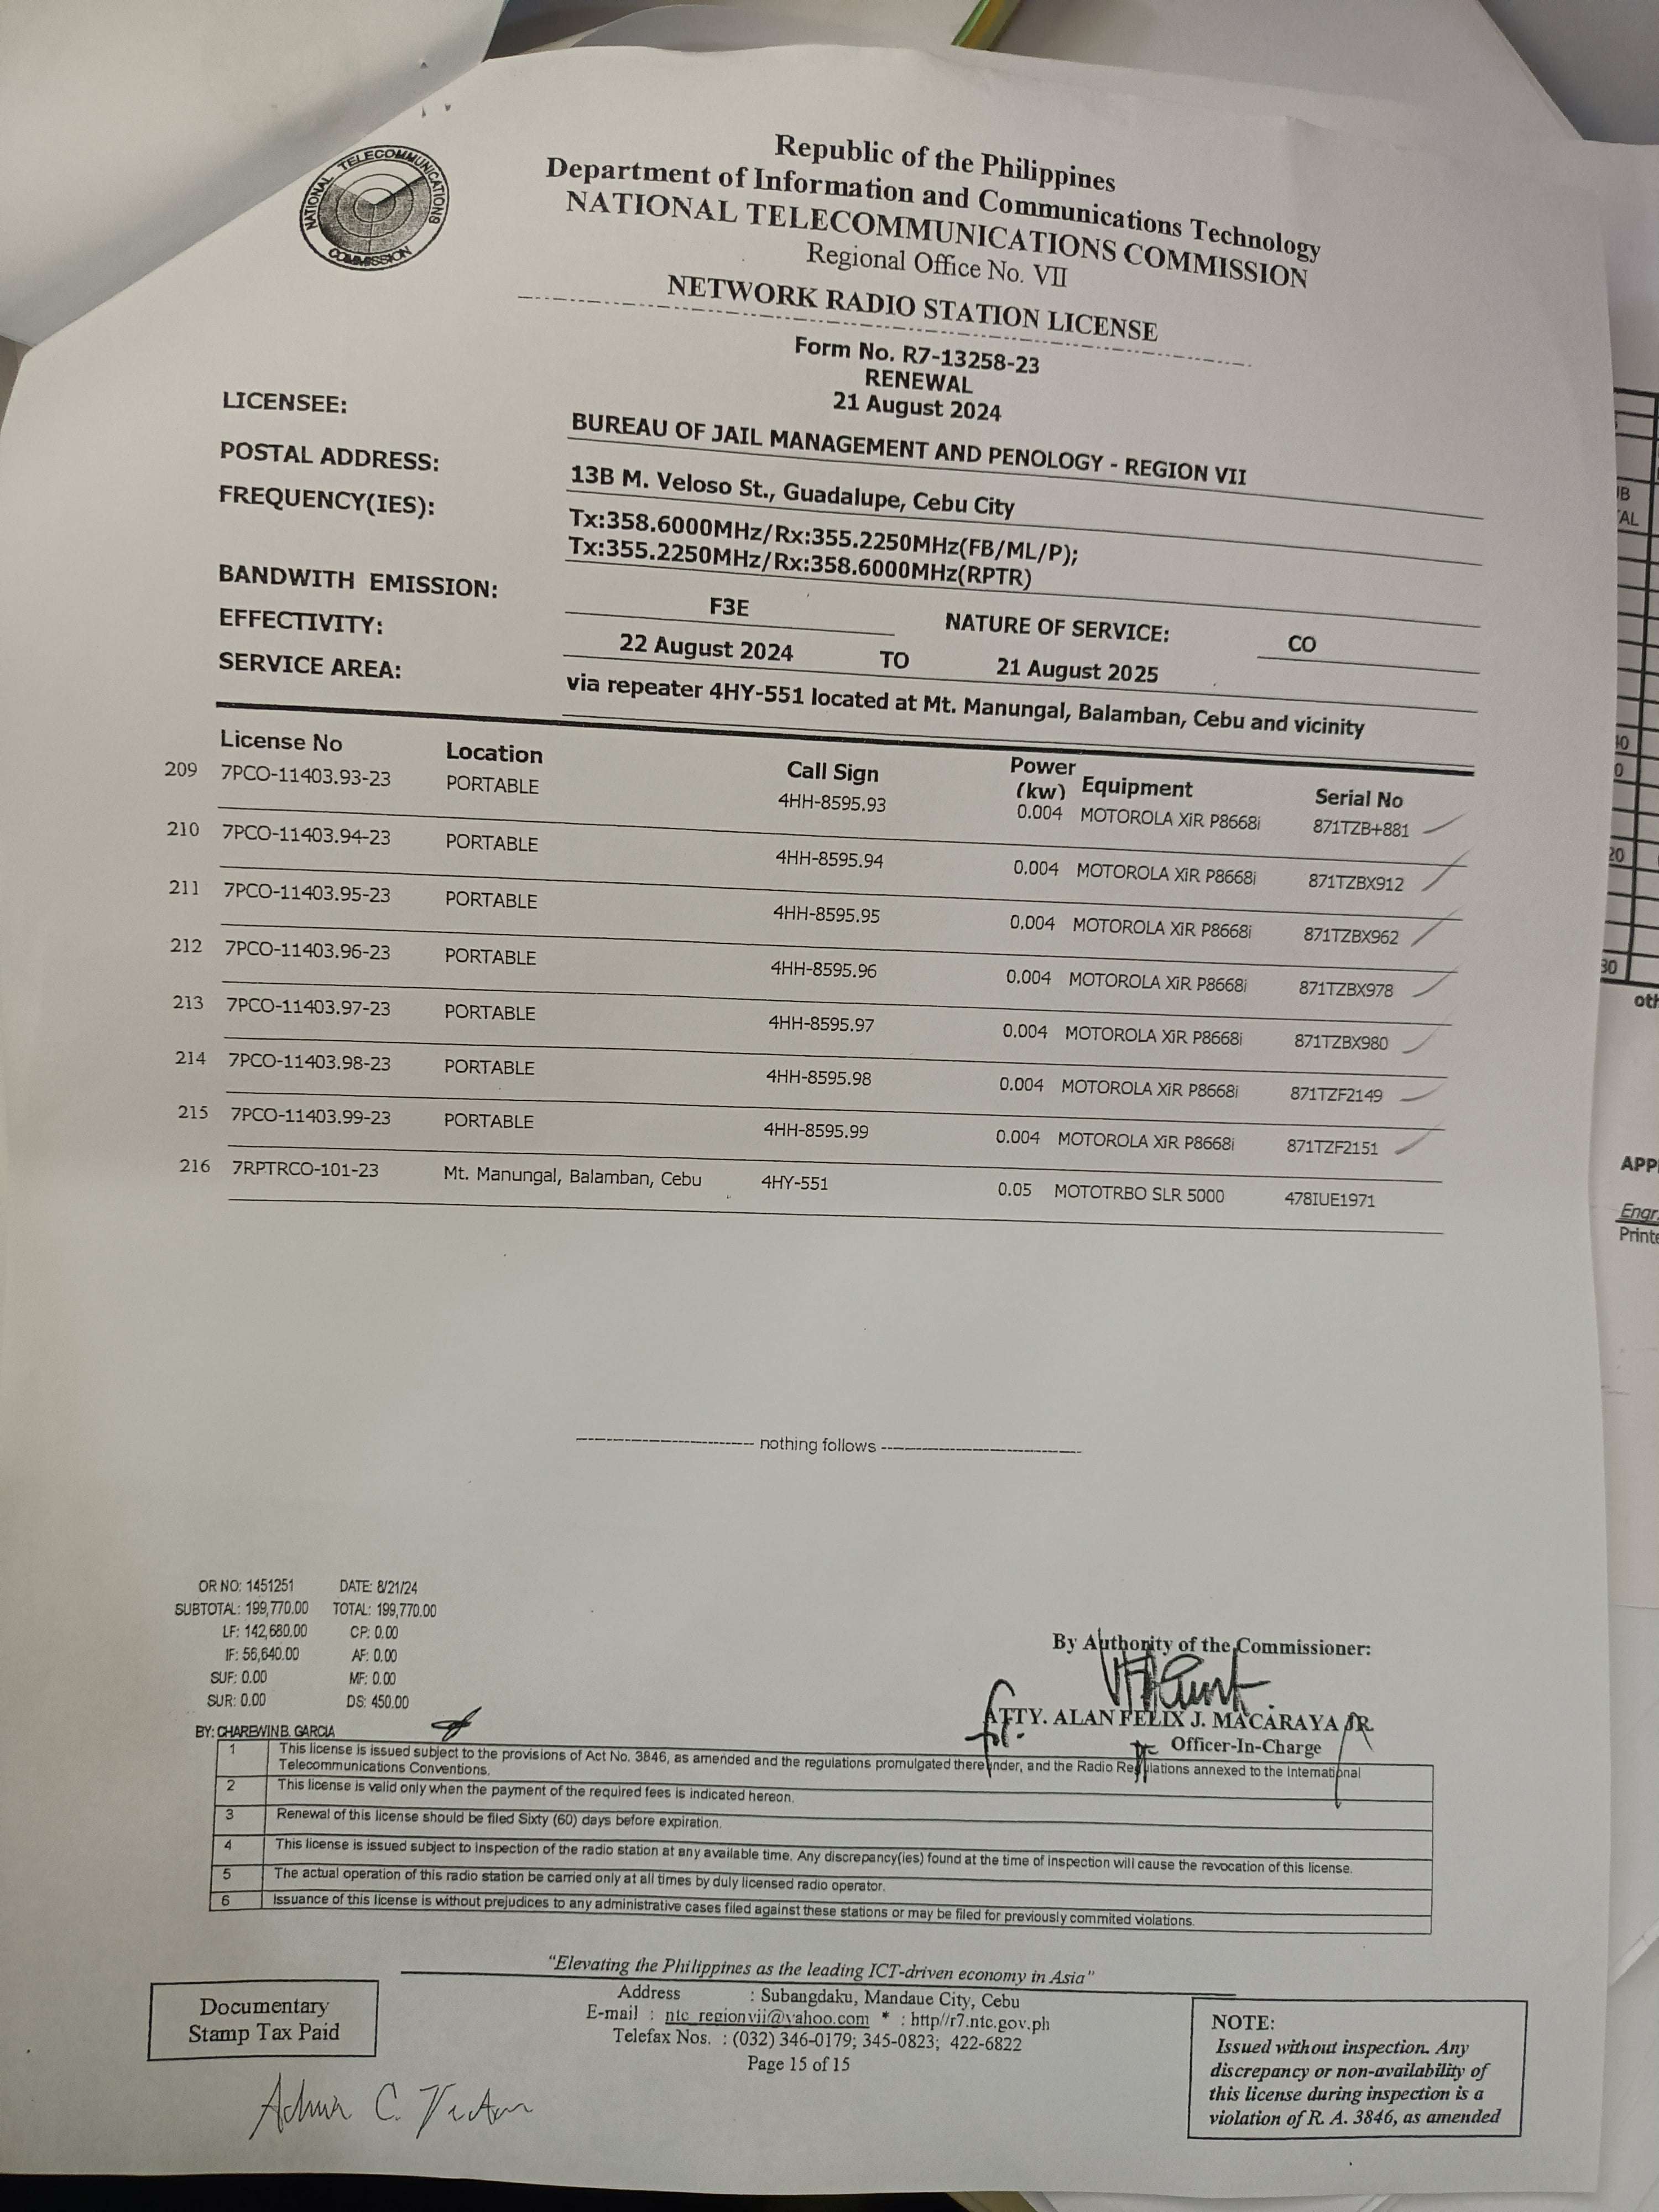 NATIONAL TELECOMMUNICATIONS COMMISSION
Republic of the Philippines
Department of Information and Communications Technology
NATIONAL TELECOMMUNICATIONS COMMISSION
Regional Office No. VII
NETWORK RADIO STATION LICENSE
Form No. R7-13258-23
RENEWAL
21 August 2024
LICENSEE: BUREAU OF JAIL MANAGEMENT AND PENOLOGY - REGION VII
POSTAL ADDRESS: 13B M. Veloso St., Guadalupe, Cebu City
FREQUENCY(IES): Tx:358.6000MHz/Rx:355.2250MHz(FB/ML/P);
Tx:355.2250MHz/Rx:358.6000MHz(RPTR)
BANDWITH EMISSION: F3E NATURE OF SERVICE: CO
EFFECTIVITY: 22 August 2024 TO 21 August 2025
SERVICE AREA: via repeater 4HY-551 located at Mt. Manungal, Balamban, Cebu and vicinity
License No Location Call Sign Power (kw) Equipment Serial No
209 7PCO-11403.93-23 PORTABLE 4HH-8595.93 0.004 MOTOROLA XiR P8668i 871TZB+881
210 7PCO-11403.94-23 PORTABLE 4HH-8595.94 0.004 MOTOROLA XiR P8668i 871TZBX912
211 7PCO-11403.95-23 PORTABLE 4HH-8595.95 0.004 MOTOROLA XiR P8668i 871TZBX962
212 7PCO-11403.96-23 PORTABLE 4HH-8595.96 0.004 MOTOROLA XiR P8668i 871TZBX978
213 7PCO-11403.97-23 PORTABLE 4HH-8595.97 0.004 MOTOROLA XiR P8668i 871TZBX980
214 7PCO-11403.98-23 PORTABLE 4HH-8595.98 0.004 MOTOROLA XiR P8668i 871TZF2149
215 7PCO-11403.99-23 PORTABLE 4HH-8595.99 0.004 MOTOROLA XiR P8668i 871TZF2151
216 7RPTRCO-101-23 Mt. Manungal, Balamban, Cebu 4HY-551 0.05 MOTOTRBO SLR 5000 478IUE1971
nothing follows
OR NO: 1451251 DATE: 8/21/24
SUBTOTAL: 199,770.00 TOTAL: 199,770.00
LF: 142,680.00 CP: 0.00
IF: 56,640.00 AF: 0.00
SUF: 0.00 MF: 0.00
SUR: 0.00 DS: 450.00
BY: CHAREWIN B. GARCIA
By Authority of the Commissioner:
ATTY. ALAN FELIX J. MACARAYA JR.
Officer-In-Charge
1 This license is issued subject to the provisions of Act No. 3846, as amended and the regulations promulgated thereunder, and the Radio Regulations annexed to the International
Telecommunications Conventions.
2 This license is valid only when the payment of the required fees is indicated hereon.
3 Renewal of this license should be filed Sixty (60) days before expiration.
4 This license is issued subject to inspection of the radio station at any available time. Any discrepancy(ies) found at the time of inspection will cause the revocation of this license.
5 The actual operation of this radio station be carried only at all times by duly licensed radio operator.
6 Issuance of this license is without prejudices to any administrative cases filed against these stations or may be filed for previously commited violations.
"Elevating the Philippines as the leading ICT-driven economy in Asia"
Address : Subangdaku, Mandaue City, Cebu
E-mail : ntc_regionvii@yahoo.com * : http//r7.ntc.gov.ph
Telefax Nos. : (032) 346-0179; 345-0823; 422-6822
Page 15 of 15
Documentary
Stamp Tax Paid
NOTE:
Issued without inspection. Any
discrepancy or non-availability of
this license during inspection is a
violation of R. A. 3846, as amended